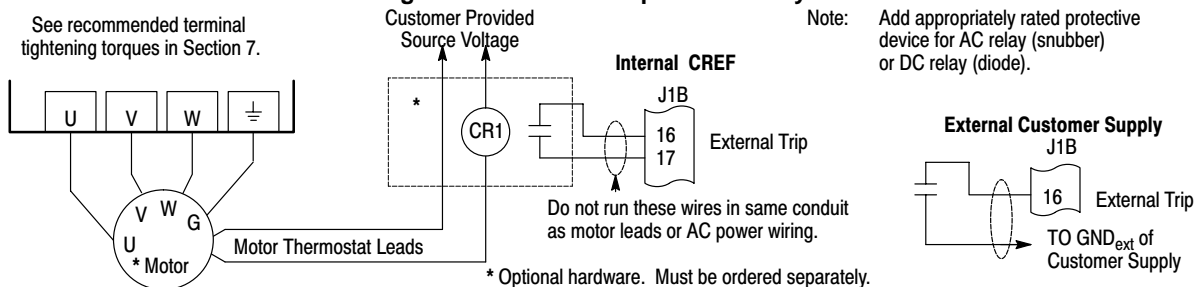 See recommended terminal
tightening torques in Section 7.
U V W
V W G
U
* Motor
Motor Thermostat Leads
Customer Provided
Source Voltage
*
CR1
Internal CREF
J1B
16
17
External Trip
Do not run these wires in same conduit
as motor leads or AC power wiring.
* Optional hardware. Must be ordered separately.
Note: Add appropriately rated protective
device for AC relay (snubber)
or DC relay (diode).
External Customer Supply
J1B
16
External Trip
TO GNDext of
Customer Supply